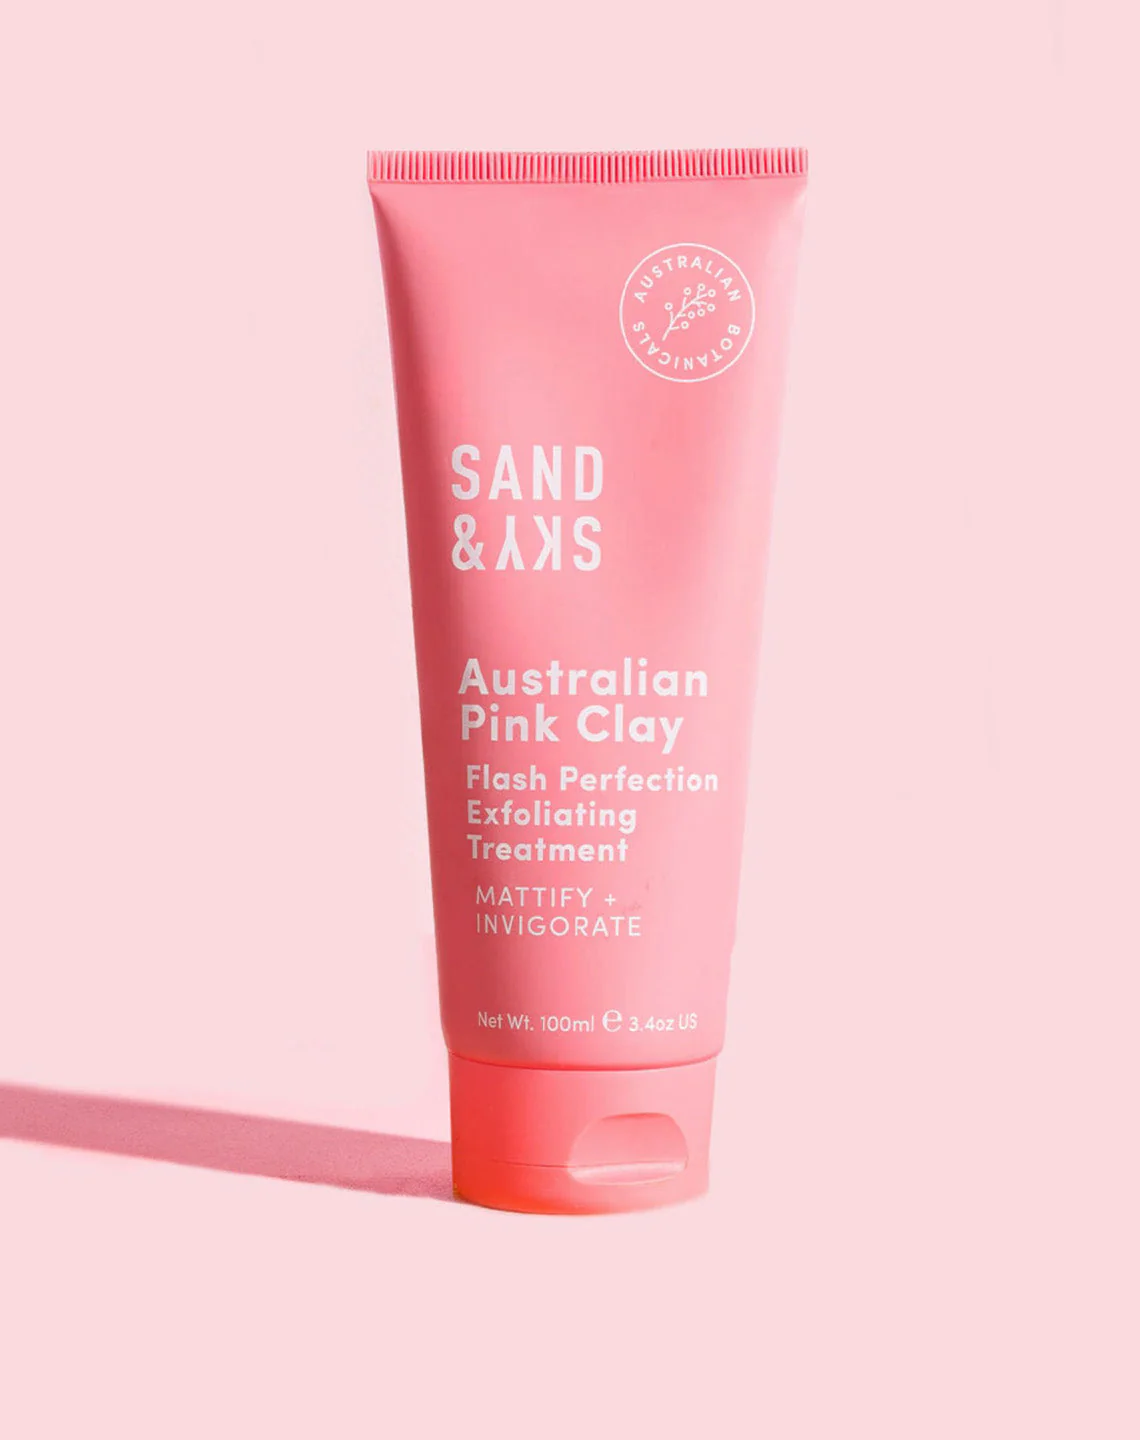 AUSTRALIAN BOTANICALS
SAND
& SKY
Australian
Pink Clay
Flash Perfection
Exfoliating
Treatment
MATTIFY +
INVIGORATE
Net Wt. 100ml ℮ 3.4oz US